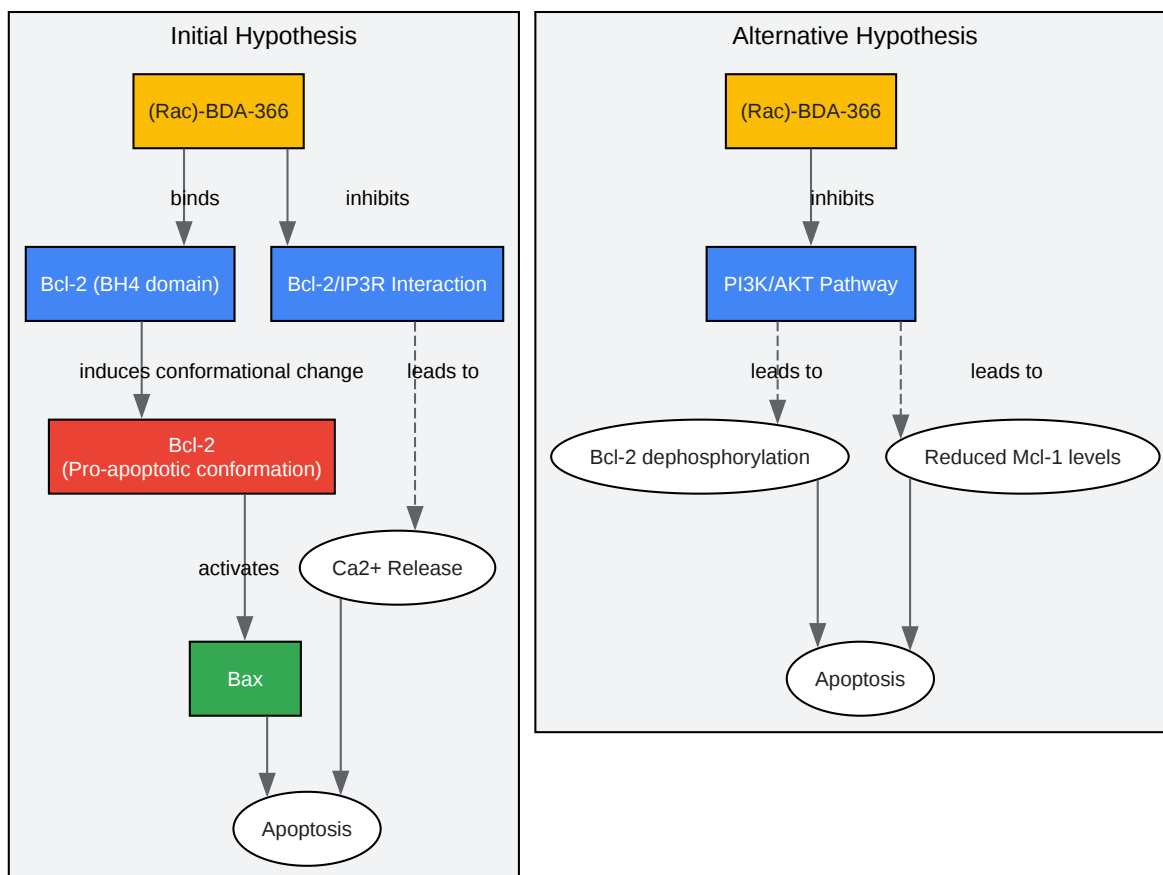 Initial Hypothesis
(Rac)-BDA-366
binds
inhibits
Bcl-2 (BH4 domain)
Bcl-2/IP3R Interaction
induces conformational change
leads to
Bcl-2
(Pro-apoptotic conformation)
activates
Ca2+ Release
Bax
Apoptosis
Alternative Hypothesis
(Rac)-BDA-366
inhibits
PI3K/AKT Pathway
leads to
leads to
Bcl-2 dephosphorylation
Reduced Mcl-1 levels
Apoptosis